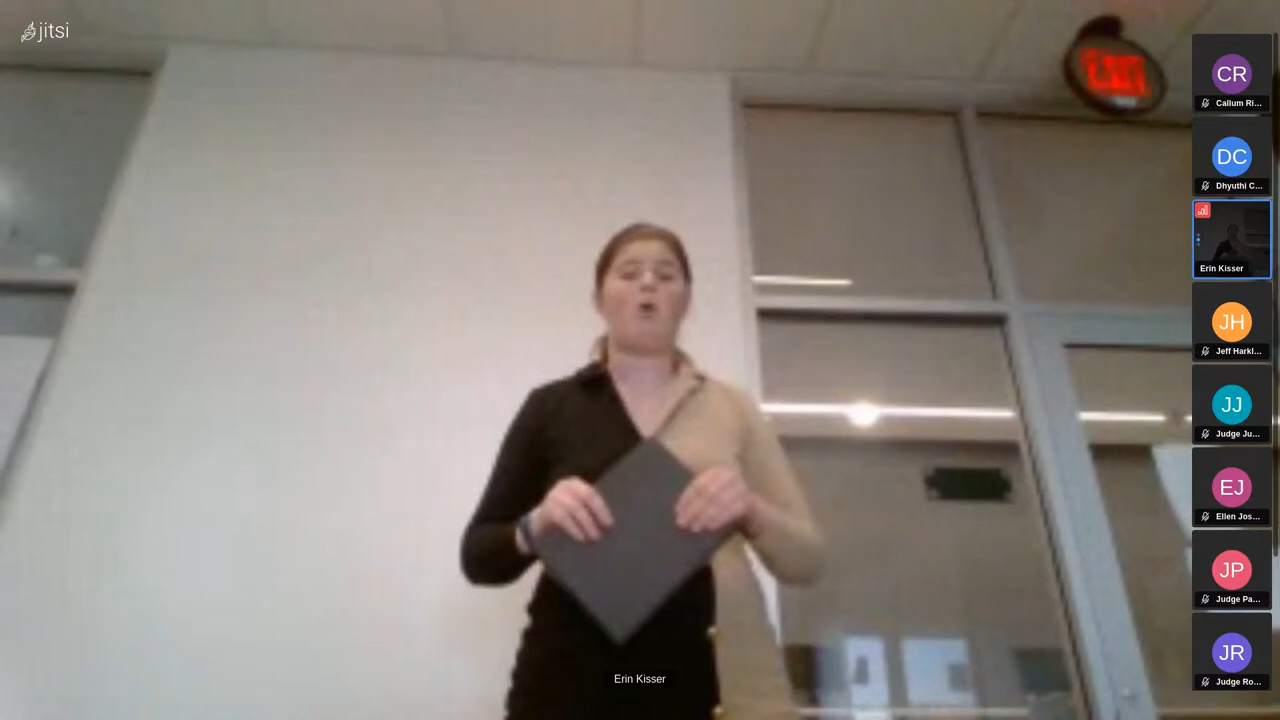 jitsi
EXIT
CR
Callum Ri...
DC
Dhyuthi C...
Erin Kisser
JH
Jeff Harkl...
JJ
Judge Ju...
EJ
Ellen Jos...
JP
Judge Pa...
JR
Judge Ro...
Erin Kisser